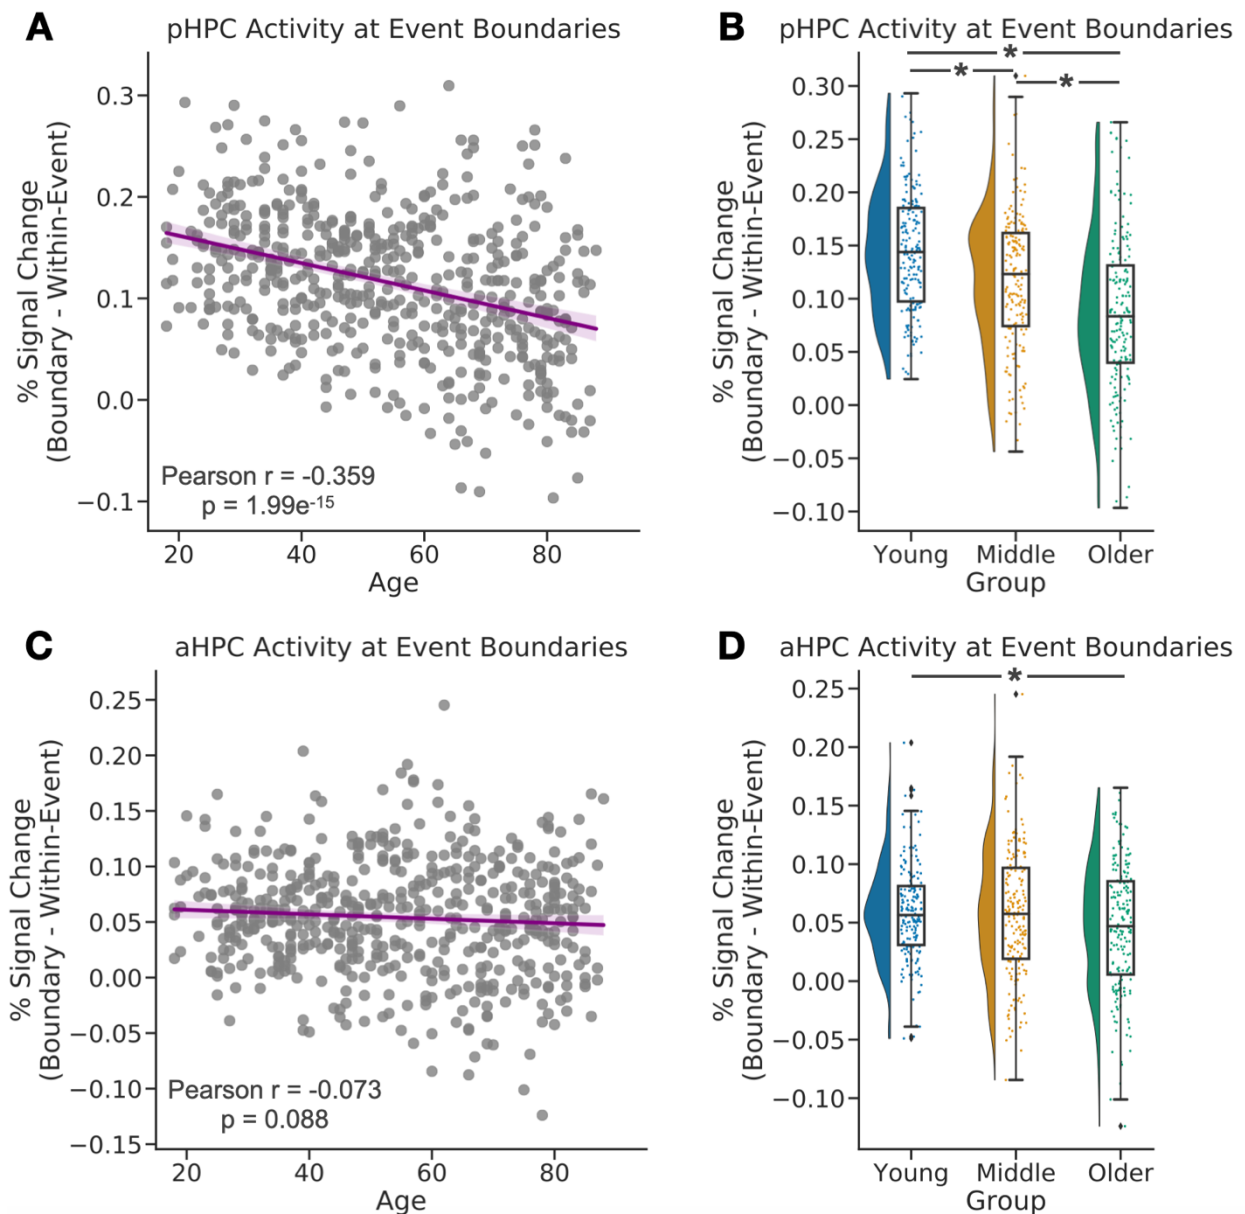 A
pHPC Activity at Event Boundaries
% Signal Change
(Boundary - Within-Event)
0.3
0.2
0.1
0.0
−0.1
Pearson r = -0.359
p = 1.99e-15
20 40 60 80
Age
B
pHPC Activity at Event Boundaries
*
* *
% Signal Change
(Boundary - Within-Event)
0.30
0.25
0.20
0.15
0.10
0.05
0.00
−0.05
−0.10
Young Middle Older
Group
C
aHPC Activity at Event Boundaries
% Signal Change
(Boundary - Within-Event)
0.25
0.20
0.15
0.10
0.05
0.00
−0.05
−0.10
−0.15
Pearson r = -0.073
p = 0.088
20 40 60 80
Age
D
aHPC Activity at Event Boundaries
*
% Signal Change
(Boundary - Within-Event)
0.25
0.20
0.15
0.10
0.05
0.00
−0.05
−0.10
Young Middle Older
Group